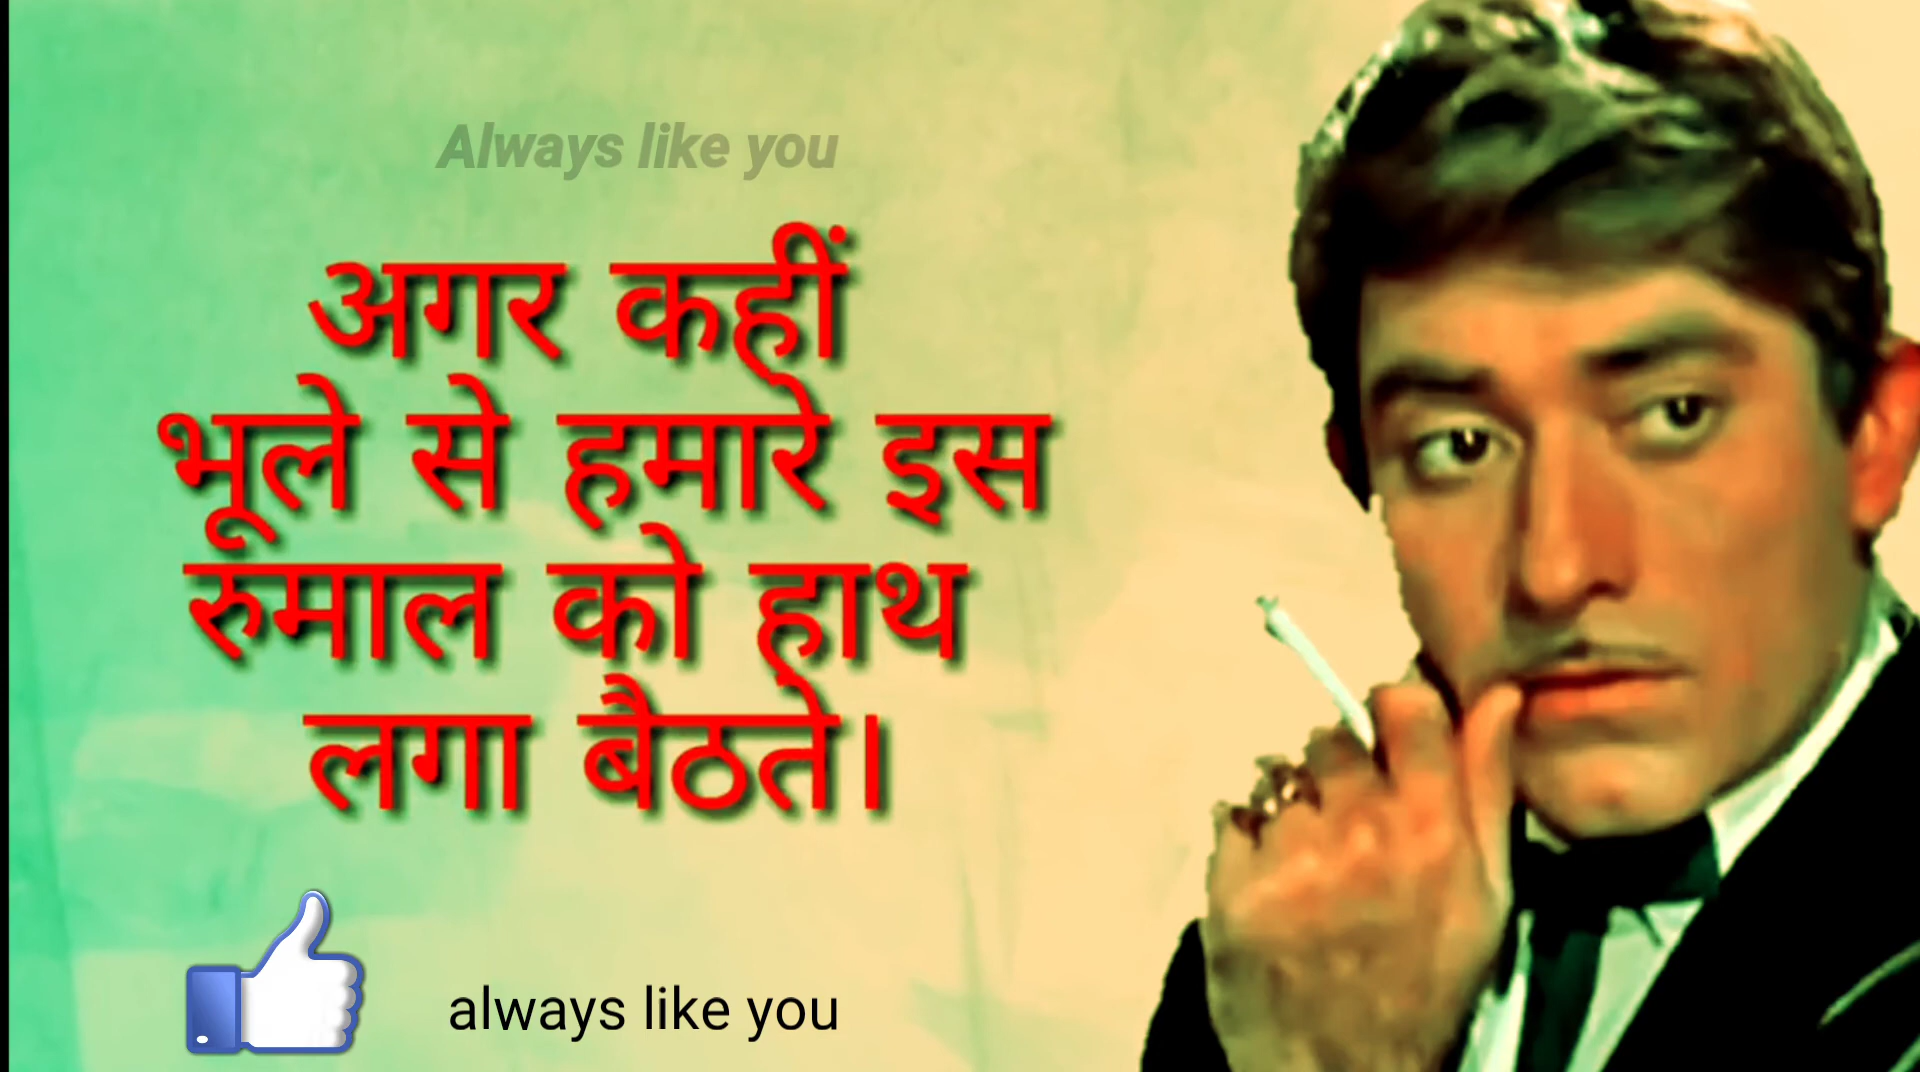 Always like you
अगर कहीं
भूले से हमारे इस
रुमाल को हाथ
लगा बैठते।
always like you